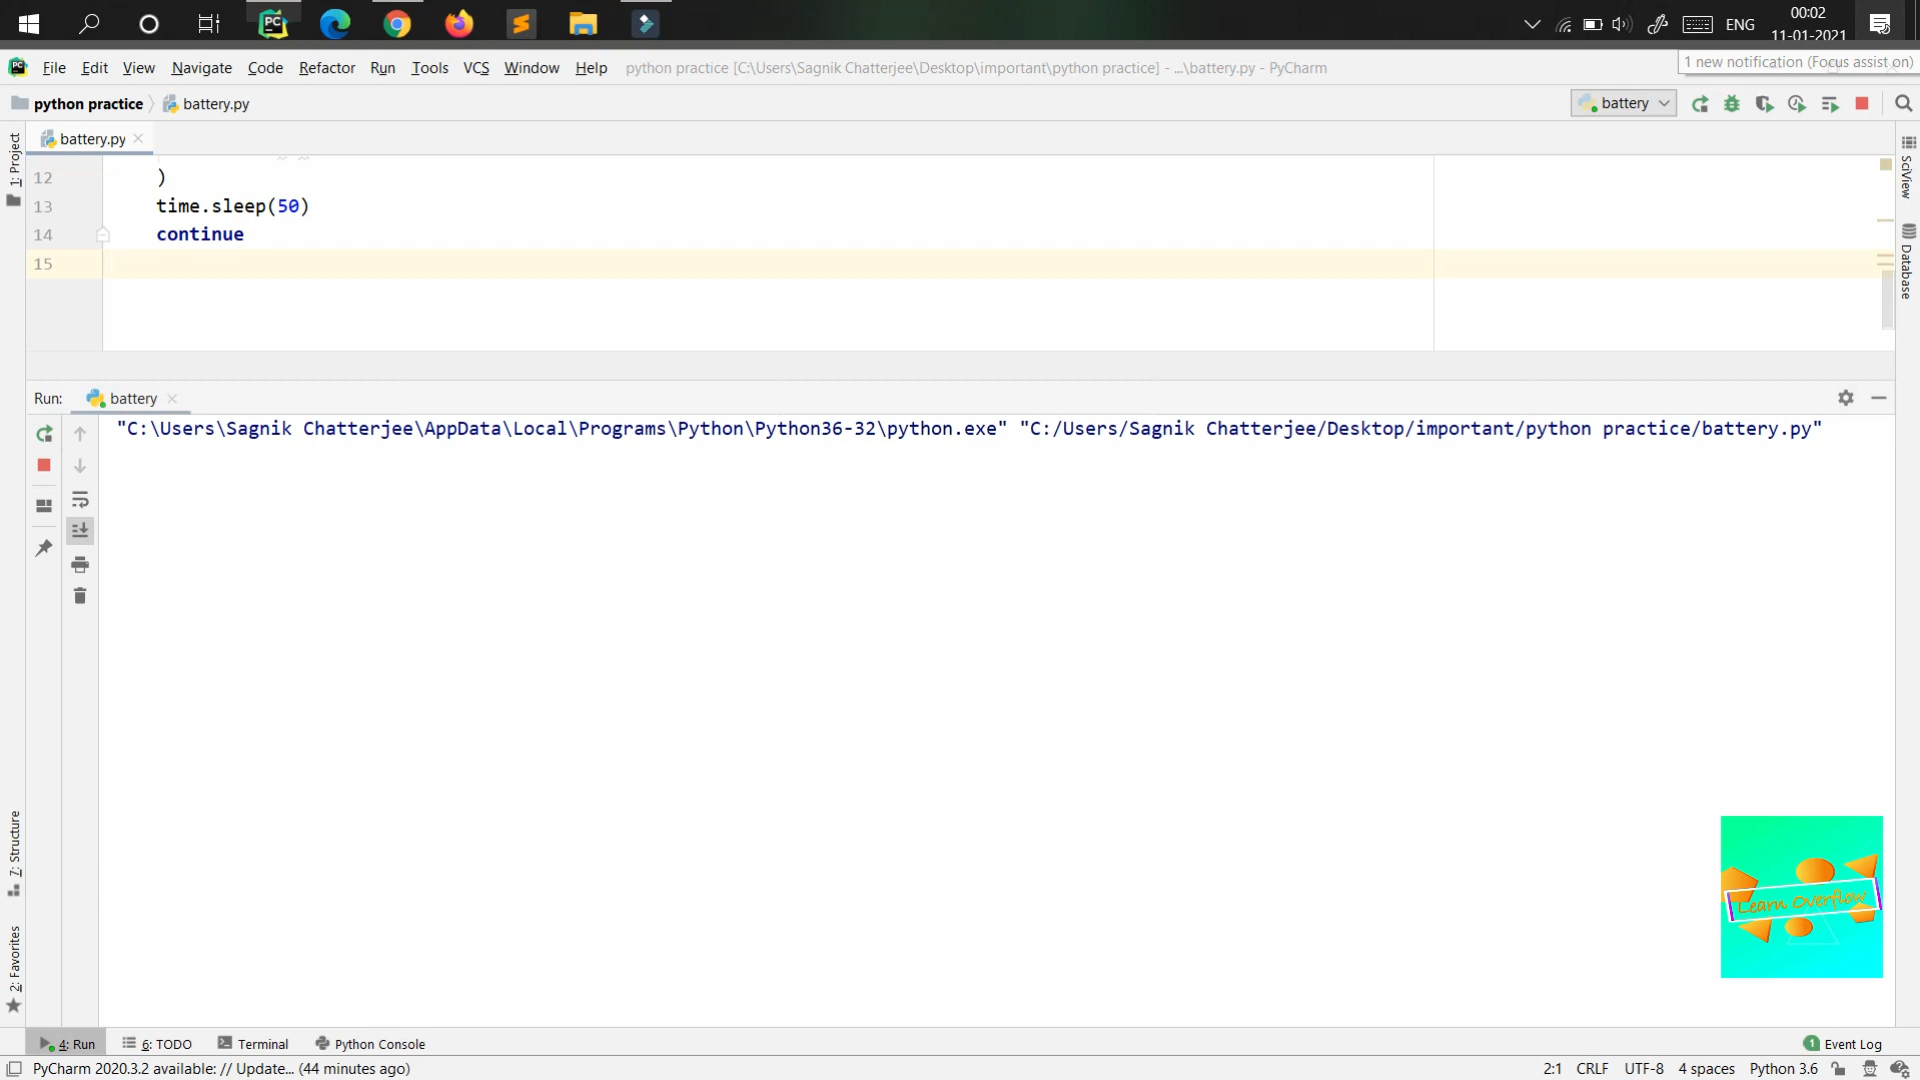 ENG
00:02
11-01-2021
File Edit View Navigate Code Refactor Run Tools VCS Window Help python practice [C:\Users\Sagnik Chatterjee\Desktop\important\python practice] - ...\battery.py - PyCharm
1 new notification (Focus assist on)
python practice battery.py
battery
battery.py
1: Project
SciView
Database
12 )
13 time.sleep(50)
14 continue
15
Run: battery
"C:\Users\Sagnik Chatterjee\AppData\Local\Programs\Python\Python36-32\python.exe" "C:/Users/Sagnik Chatterjee/Desktop/important/python practice/battery.py"
7: Structure
2: Favorites
Learn Overflow
4: Run 6: TODO Terminal Python Console 1 Event Log
PyCharm 2020.3.2 available: // Update... (44 minutes ago) 2:1 CRLF UTF-8 4 spaces Python 3.6